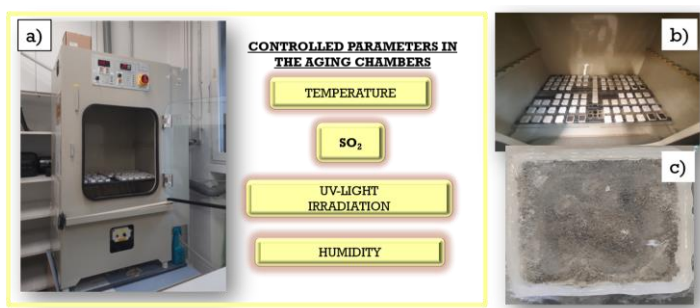 a)
CONTROLLED PARAMETERS IN
THE AGING CHAMBERS
TEMPERATURE
SO₂
UV-LIGHT
IRRADIATION
HUMIDITY
b)
c)